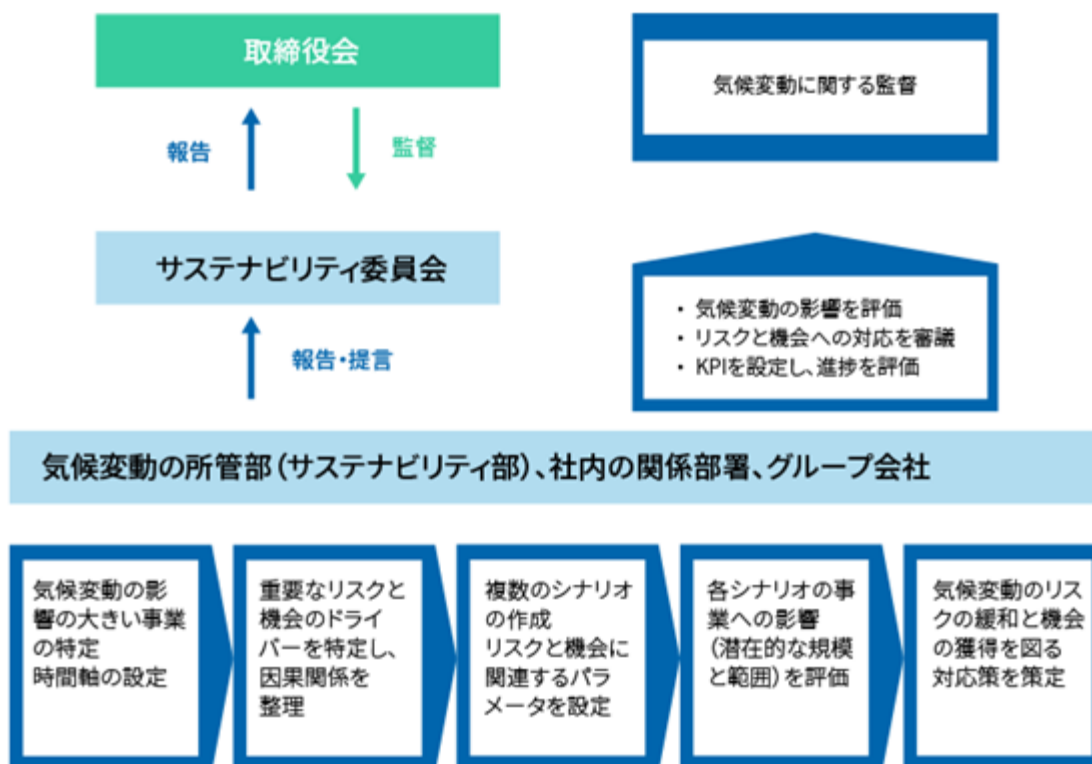 取締役会
気候変動に関する監督
報告
監督
サステナビリティ委員会
・ 気候変動の影響を評価
・ リスクと機会への対応を審議
・ KPIを設定し、進捗を評価
報告・提言
気候変動の所管部（サステナビリティ部）、社内の関係部署、グループ会社
気候変動の影
響の大きい事業
の特定
時間軸の設定
重要なリスクと
機会のドライ
バーを特定し、
因果関係を
整理
複数のシナリオ
の作成
リスクと機会に
関連するパラ
メータを設定
各シナリオの事
業への影響
（潜在的な規模
と範囲）を評価
気候変動のリス
クの緩和と機会
の獲得を図る
対応策を策定